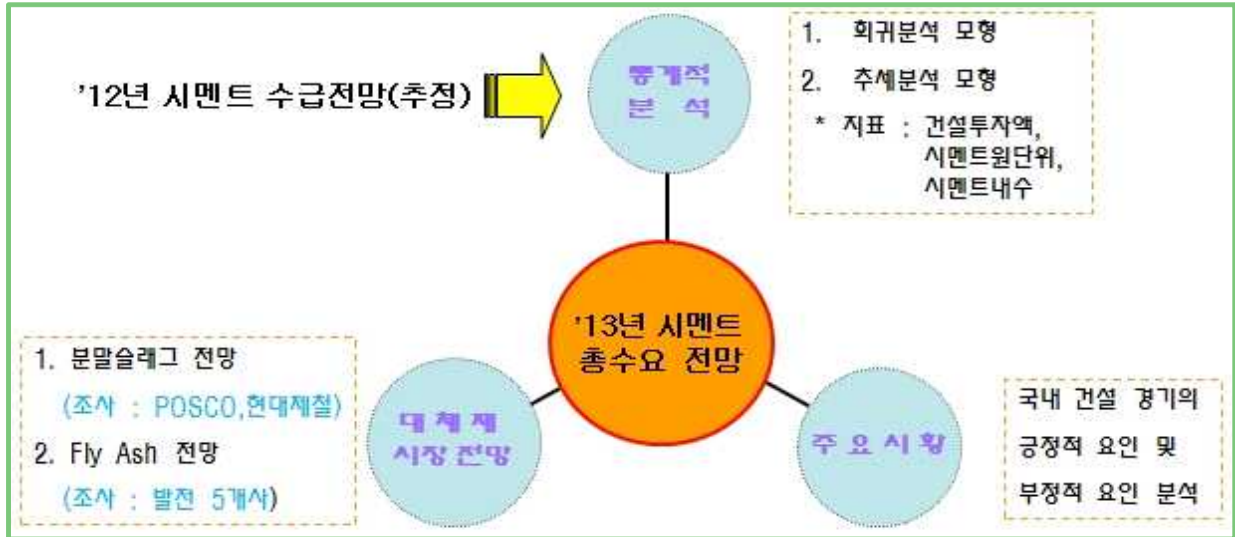 '12년 시멘트 수급전망(추정)
통계적
분 석
1. 회귀분석 모형
2. 추세분석 모형
* 지표 : 건설투자액,
시멘트원단위,
시멘트내수
'13년 시멘트
총수요 전망
1. 분말슬래그 전망
(조사 : POSCO,현대제철)
2. Fly Ash 전망
(조사 : 발전 5개사)
대 체 재
시장전망
주요시황
국내 건설 경기의
긍정적 요인 및
부정적 요인 분석